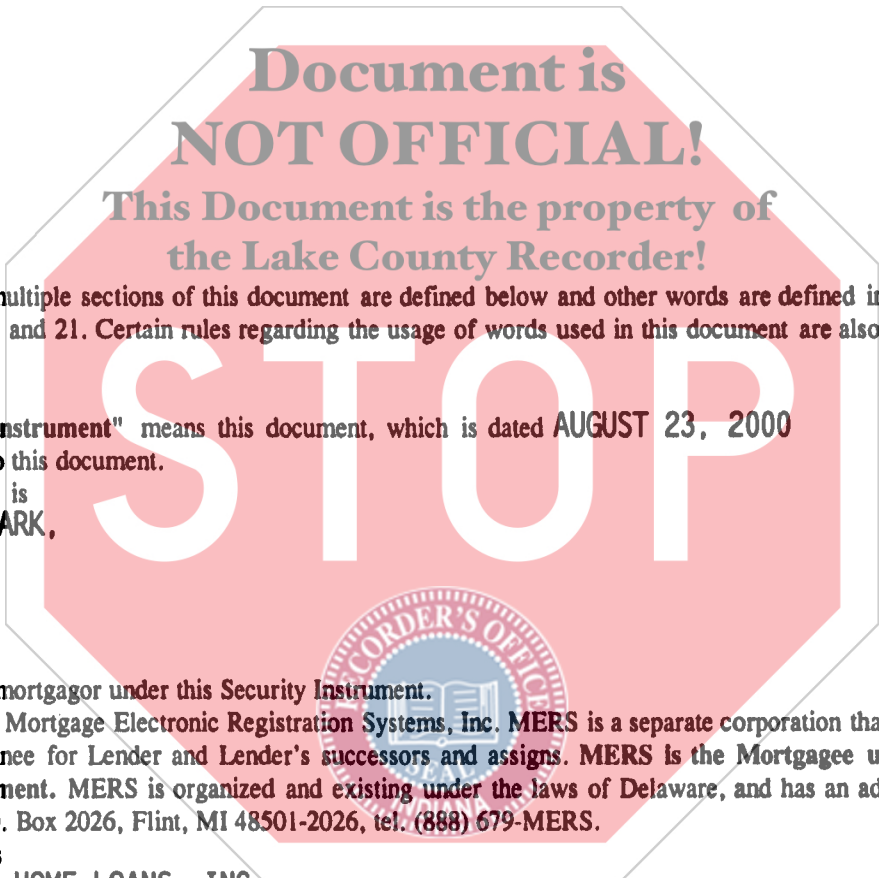 Document is
NOT OFFICIAL!
This Document is the property of
the Lake County Recorder!
multiple sections of this document are defined below and other words are defined in
and 21. Certain rules regarding the usage of words used in this document are also
STOP
nstrument" means this document, which is dated AUGUST 23, 2000
this document.
is
ARK,
RECORDER'S OFFICE
SEAL
INDIANA
mortgagor under this Security Instrument.
Mortgage Electronic Registration Systems, Inc. MERS is a separate corporation tha
nee for Lender and Lender's successors and assigns. MERS is the Mortgagee u
ment. MERS is organized and existing under the laws of Delaware, and has an ad
. Box 2026, Flint, MI 48501-2026, tel. (888) 679-MERS.
HOME LOANS, INC